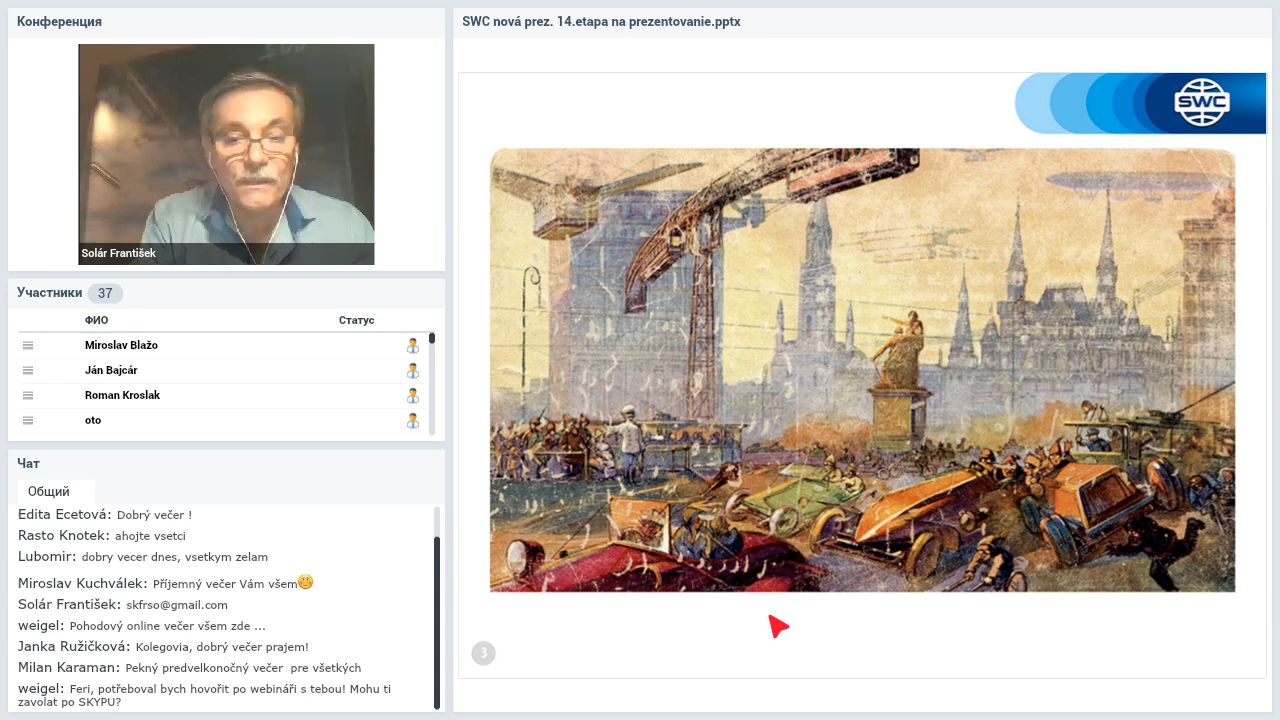 Конференция
Solár František
Участники 37
ФИО Статус
Miroslav Blažo
Ján Bajcár
Roman Kroslak
oto
Чат
Общий
Edita Ecetová: Dobrý večer !
Rasto Knotek: ahojte vsetci
Lubomir: dobry vecer dnes, vsetkym zelam
Miroslav Kuchválek: Příjemný večer Vám všem
Solár František: skfrso@gmail.com
weigel: Pohodový online večer všem zde ...
Janka Ružičková: Kolegovia, dobrý večer prajem!
Milan Karaman: Pekný predvelkonočný večer  pre všetkých
weigel: Feri, potřeboval bych hovořit po webináři s tebou! Mohu ti
zavolat po SKYPU?
SWC nová prez. 14.etapa na prezentovanie.pptx
SWC
3